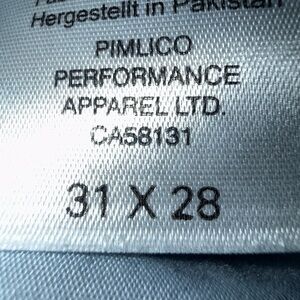 Hergestellt in Pakistan
PIMLICO
PERFORMANCE
APPAREL LTD.
CA58131
31 X 28